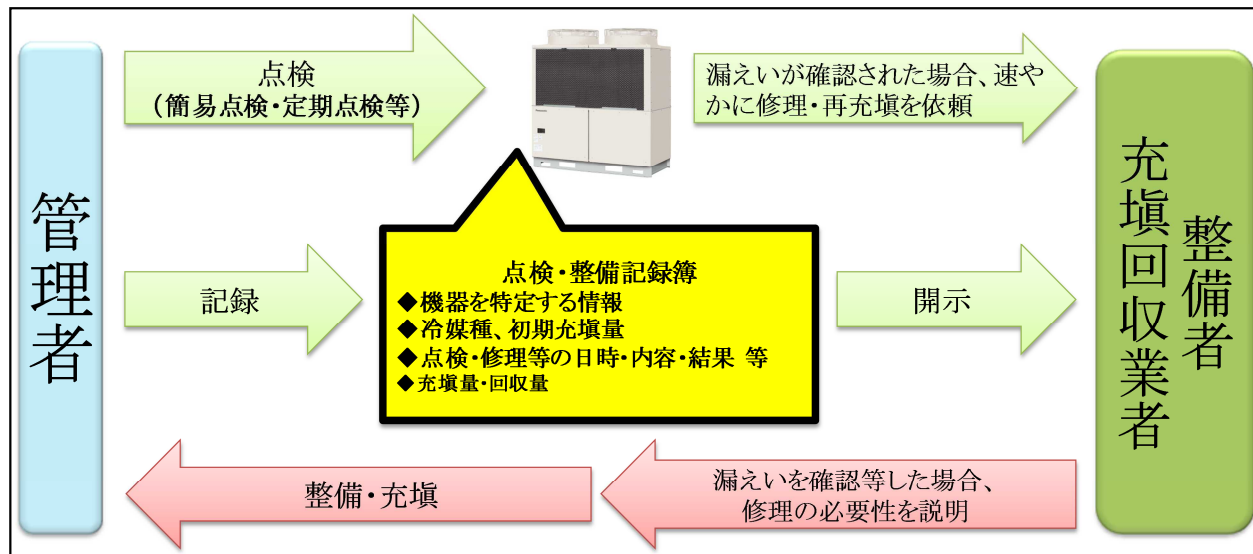 管理者
点検
（簡易点検・定期点検等）
漏えいが確認された場合、速や
かに修理・再充塡を依頼
記録
点検・整備記録簿
◆機器を特定する情報
◆冷媒種、初期充塡量
◆点検・修理等の日時・内容・結果 等
◆充塡量・回収量
開示
整備者
充塡回収業者
整備・充塡
漏えいを確認等した場合、
修理の必要性を説明